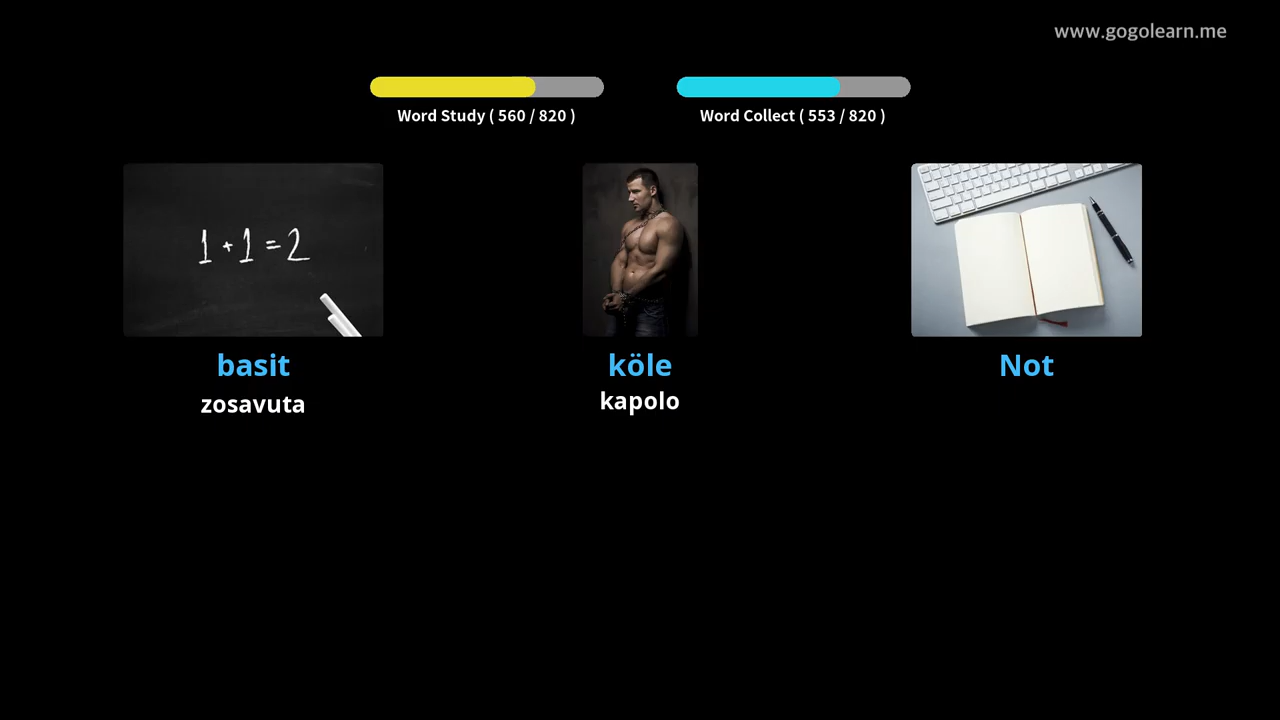 www.gogolearn.me
Word Study ( 560 / 820 )
Word Collect ( 553 / 820 )
1 + 1 = 2
basit
köle
Not
zosavuta
kapolo